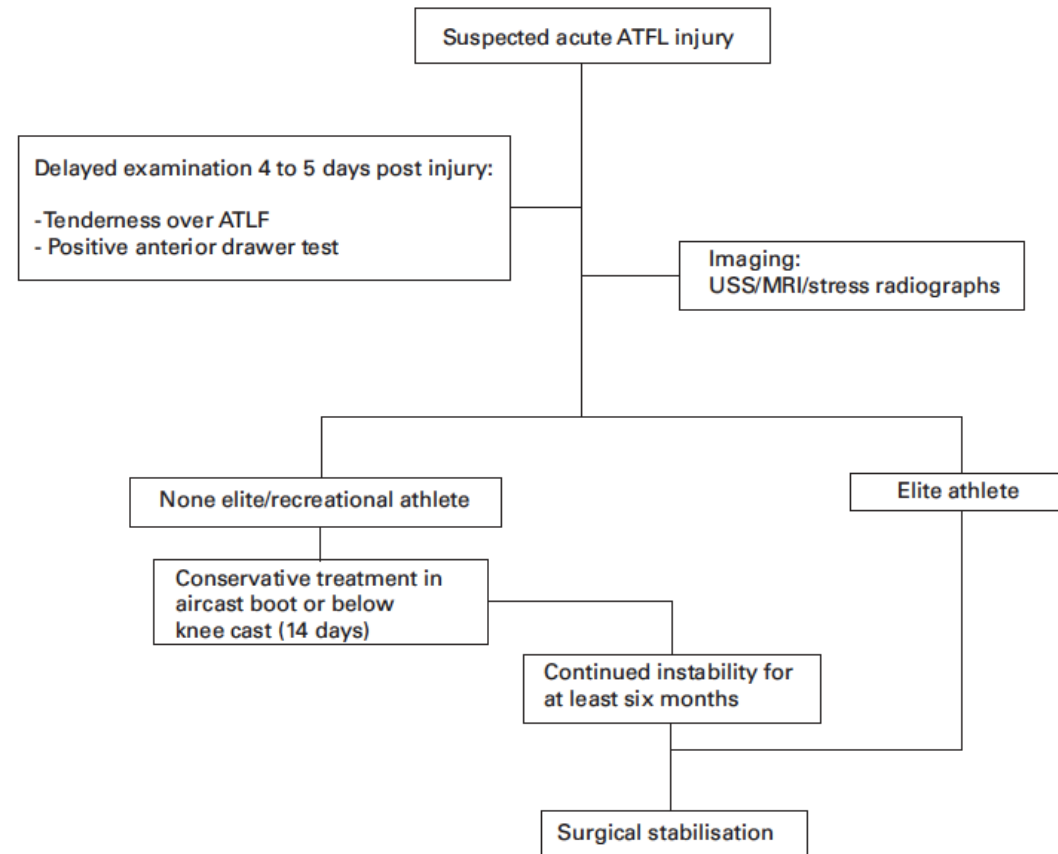 Suspected acute ATFL injury
Delayed examination 4 to 5 days post injury:
-Tenderness over ATLF
- Positive anterior drawer test
Imaging:
USS/MRI/stress radiographs
None elite/recreational athlete
Elite athlete
Conservative treatment in
aircast boot or below
knee cast (14 days)
Continued instability for
at least six months
Surgical stabilisation